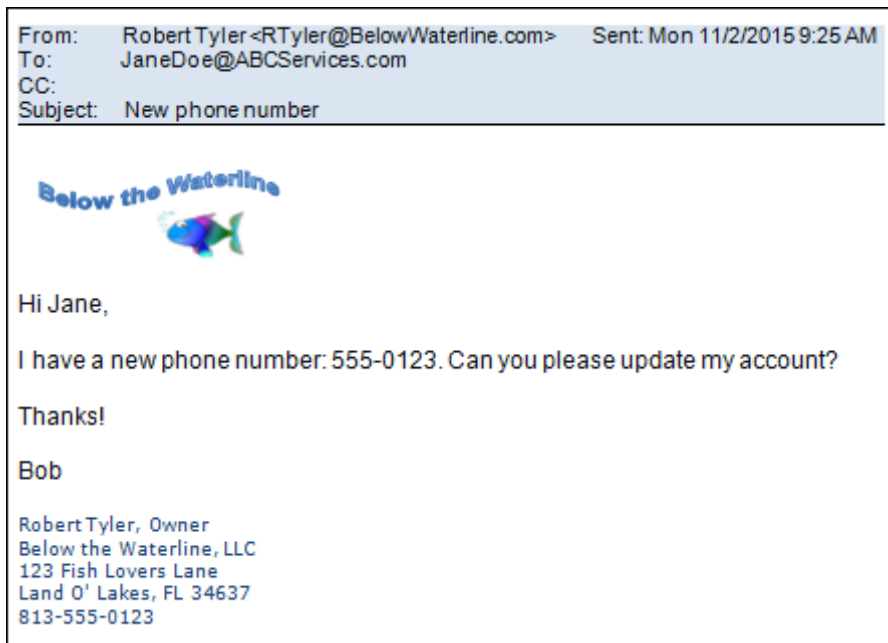 From: Robert Tyler<RTyler@BelowWaterline.com> Sent: Mon 11/2/2015 9:25 AM
To: JaneDoe@ABCServices.com
CC:
Subject: New phone number
Below the Waterline
Hi Jane,
I have a new phone number: 555-0123. Can you please update my account?
Thanks!
Bob
Robert Tyler, Owner
Below the Waterline, LLC
123 Fish Lovers Lane
Land O' Lakes, FL 34637
813-555-0123